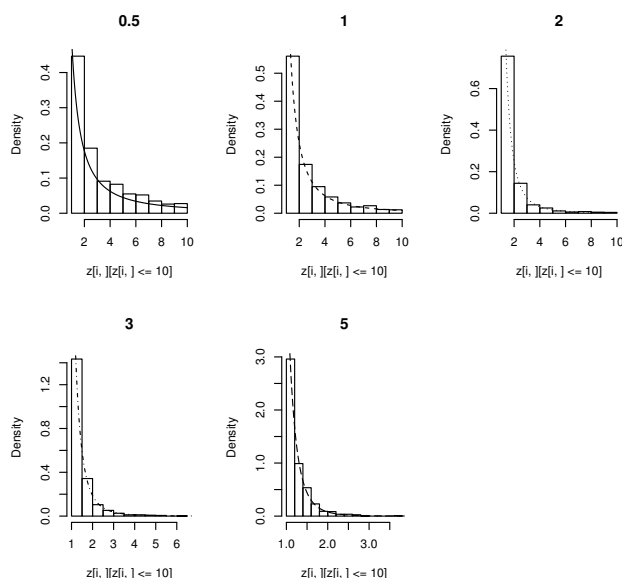 0.5
1
2
Density
0.0 0.1 0.2 0.3 0.4
2 4 6 8 10
z[i, ][z[i, ] <= 10]
Density
0.0 0.1 0.2 0.3 0.4 0.5
2 4 6 8 10
z[i, ][z[i, ] <= 10]
Density
0.0 0.2 0.4 0.6
2 4 6 8 10
z[i, ][z[i, ] <= 10]
3
5
Density
0.0 0.4 0.8 1.2
1 2 3 4 5 6
z[i, ][z[i, ] <= 10]
Density
0.0 1.0 2.0 3.0
1.0 2.0 3.0
z[i, ][z[i, ] <= 10]